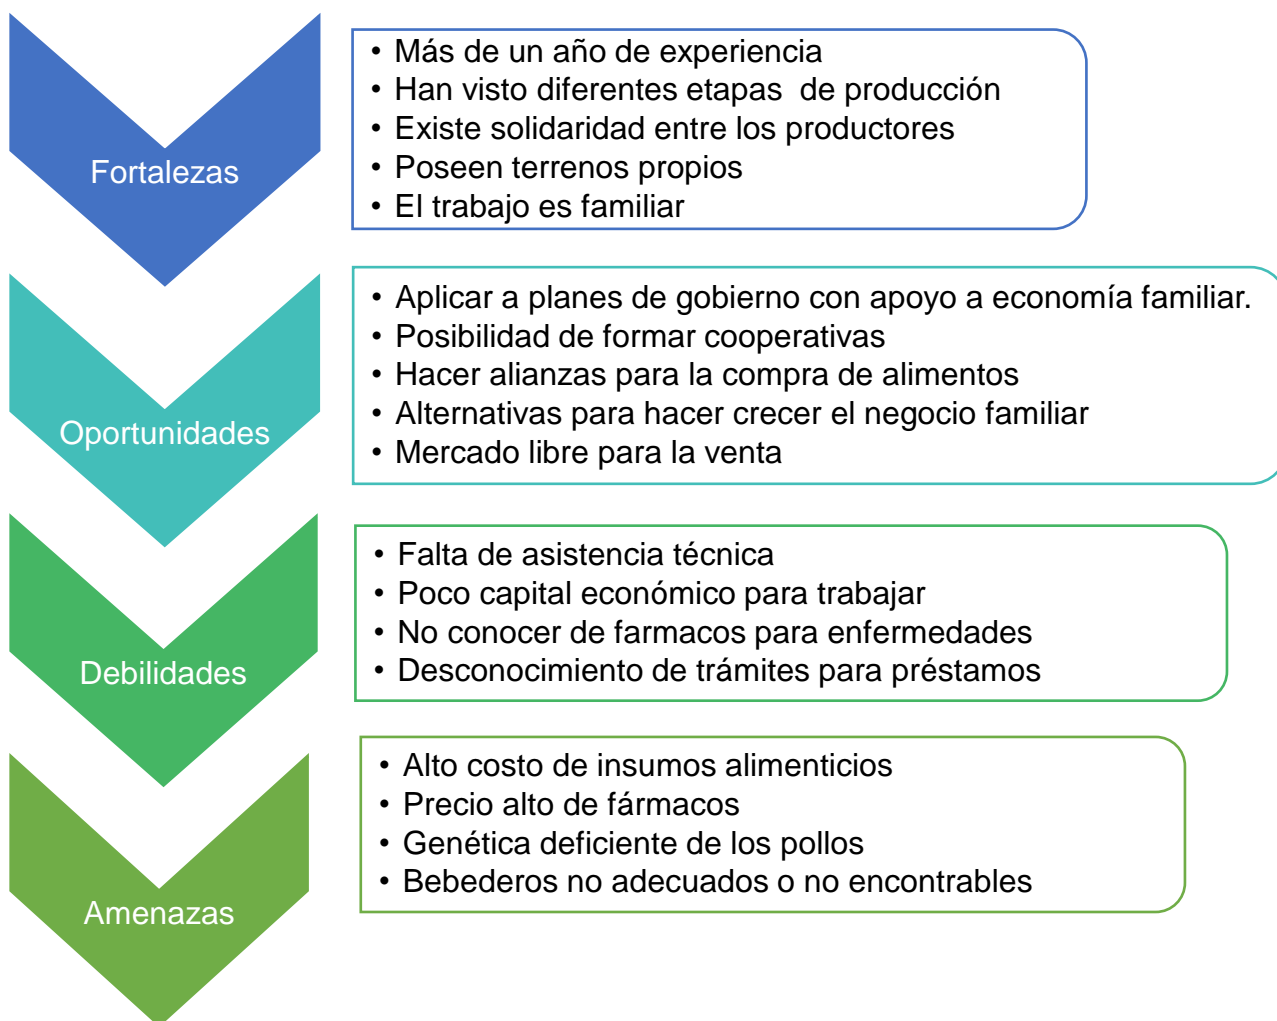 Fortalezas
• Más de un año de experiencia
• Han visto diferentes etapas  de producción
• Existe solidaridad entre los productores
• Poseen terrenos propios
• El trabajo es familiar
Oportunidades
• Aplicar a planes de gobierno con apoyo a economía familiar.
• Posibilidad de formar cooperativas
• Hacer alianzas para la compra de alimentos
• Alternativas para hacer crecer el negocio familiar
• Mercado libre para la venta
Debilidades
• Falta de asistencia técnica
• Poco capital económico para trabajar
• No conocer de farmacos para enfermedades
• Desconocimiento de trámites para préstamos
Amenazas
• Alto costo de insumos alimenticios
• Precio alto de fármacos
• Genética deficiente de los pollos
• Bebederos no adecuados o no encontrables